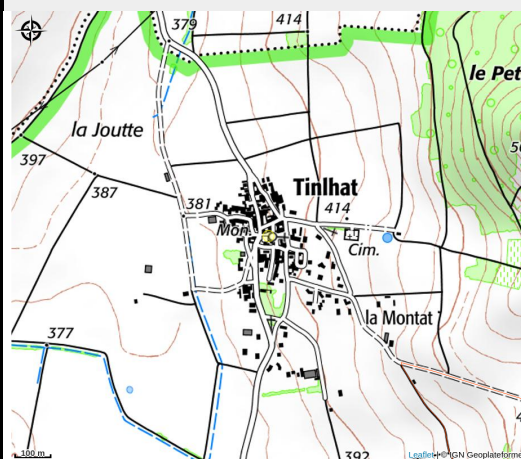 379
414
le Pet
la Joutte
397
387
Tinlhat
381
414
Mon.
Cim.
la Montat
377
392
100 m
Leaflet | © IGN Geoplateforme